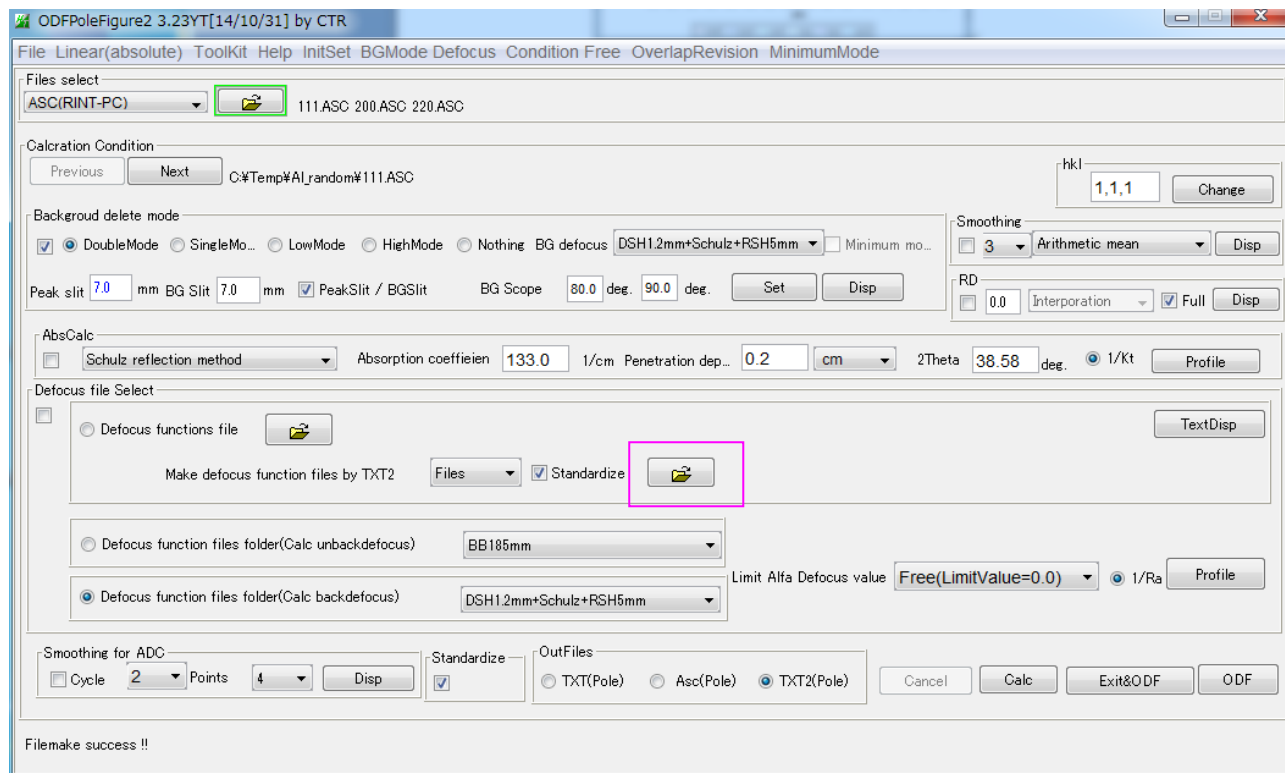 ODFPoleFigure2 3.23YT[14/10/31] by CTR
File Linear(absolute) ToolKit Help InitSet BGMode Defocus Condition Free OverlapRevision MinimumMode
Files select
ASC(RINT-PC) 111.ASC 200.ASC 220.ASC
Calcration Condition
Previous Next C:¥Temp¥Al_random¥111.ASC
hkl
1,1,1 Change
Backgroud delete mode
DoubleMode SingleMo... LowMode HighMode Nothing BG defocus DSH1.2mm+Schulz+RSH5mm Minimum mo...
Peak slit 7.0 mm BG Slit 7.0 mm PeakSlit / BGSlit BG Scope 80.0 deg. 90.0 deg. Set Disp
Smoothing
3 Arithmetic mean Disp
RD
0.0 Interporation Full Disp
AbsCalc
Schulz reflection method Absorption coeffieien 133.0 1/cm Penetration dep... 0.2 cm 2Theta 38.58 deg. 1/Kt Profile
Defocus file Select
Defocus functions file TextDisp
Make defocus function files by TXT2 Files Standardize
Defocus function files folder(Calc unbackdefocus) BB185mm
Defocus function files folder(Calc backdefocus) DSH1.2mm+Schulz+RSH5mm
Limit Alfa Defocus value Free(LimitValue=0.0) 1/Ra Profile
Smoothing for ADC
Cycle 2 Points 4 Disp
Standardize
OutFiles
TXT(Pole) Asc(Pole) TXT2(Pole)
Cancel Calc Exit&ODF ODF
Filemake success !!